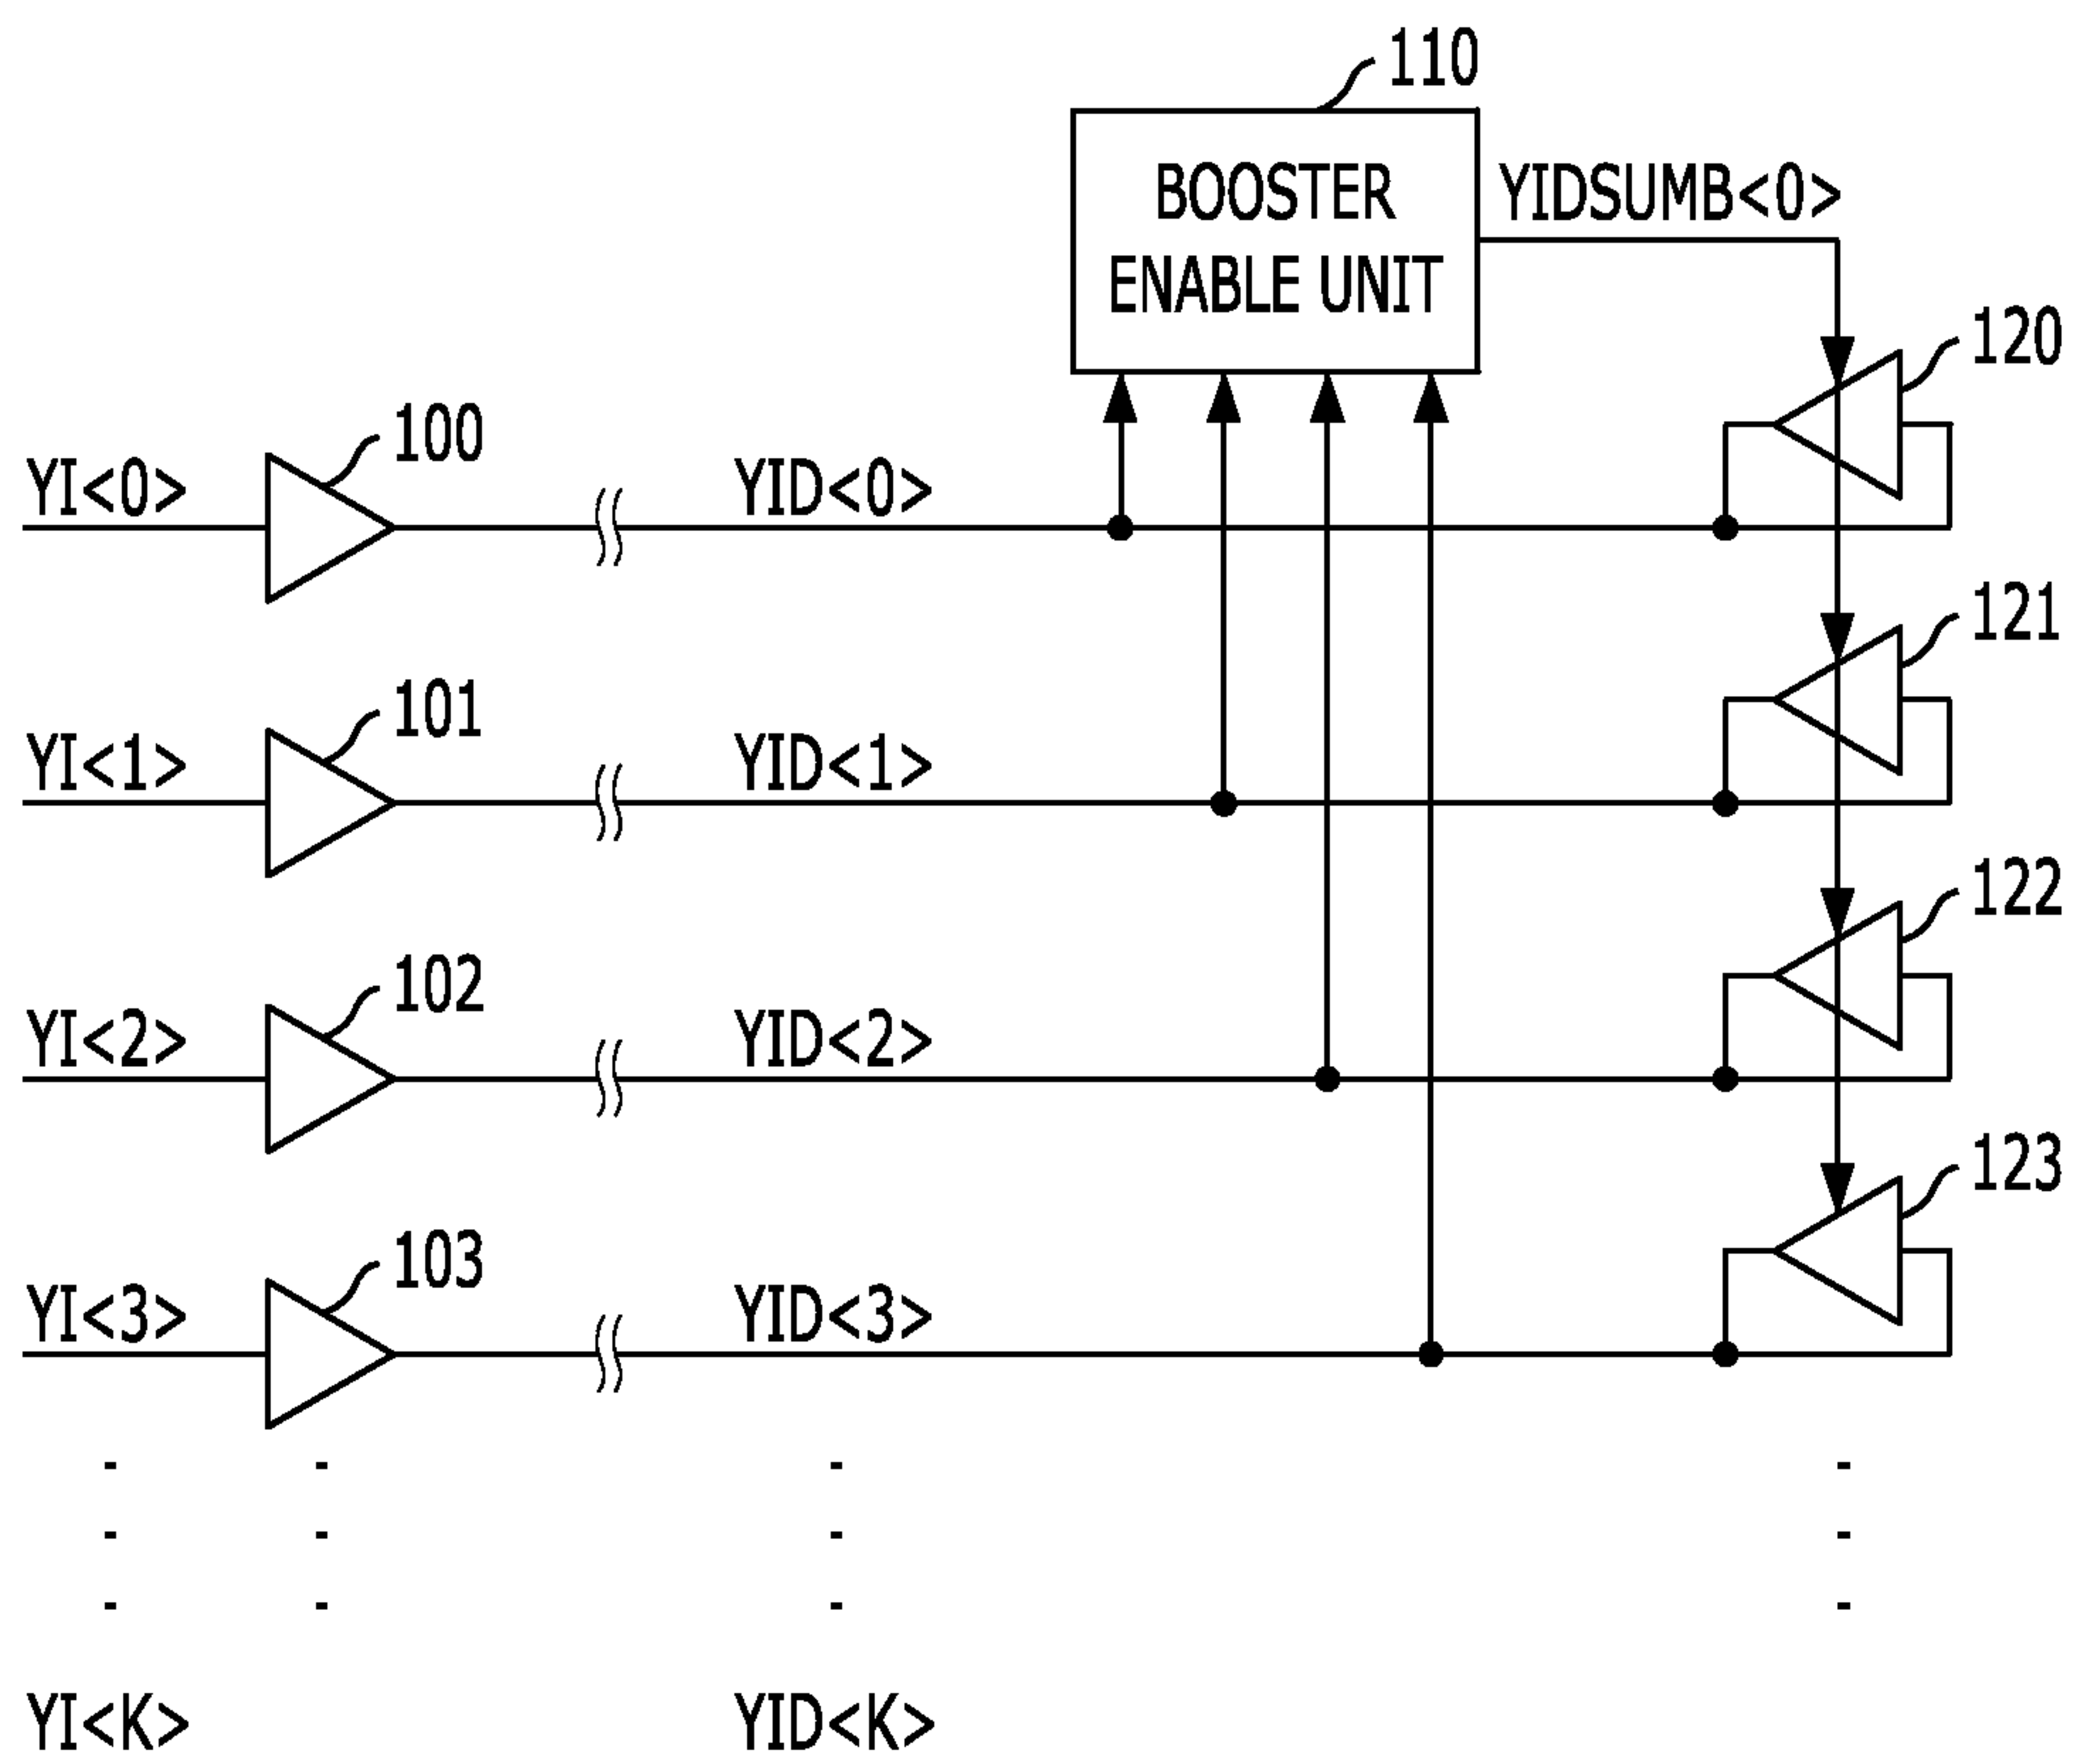 110
BOOSTER
ENABLE UNIT
YIDSUMB<0>
120
100
YI<0>
YID<0>
121
101
YI<1>
YID<1>
122
102
YI<2>
YID<2>
123
103
YI<3>
YID<3>
YI<K>
YID<K>